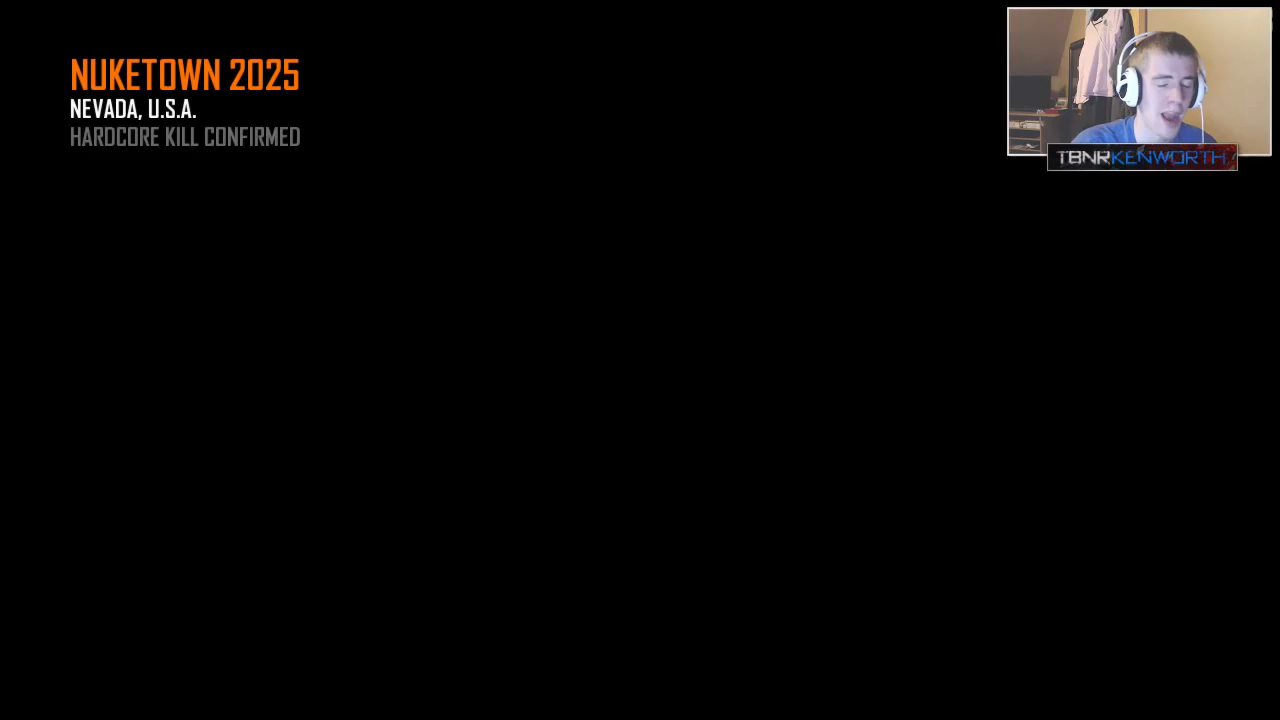 NUKETOWN 2025
NEVADA, U.S.A.
HARDCORE KILL CONFIRMED
TBNRKENWORTH